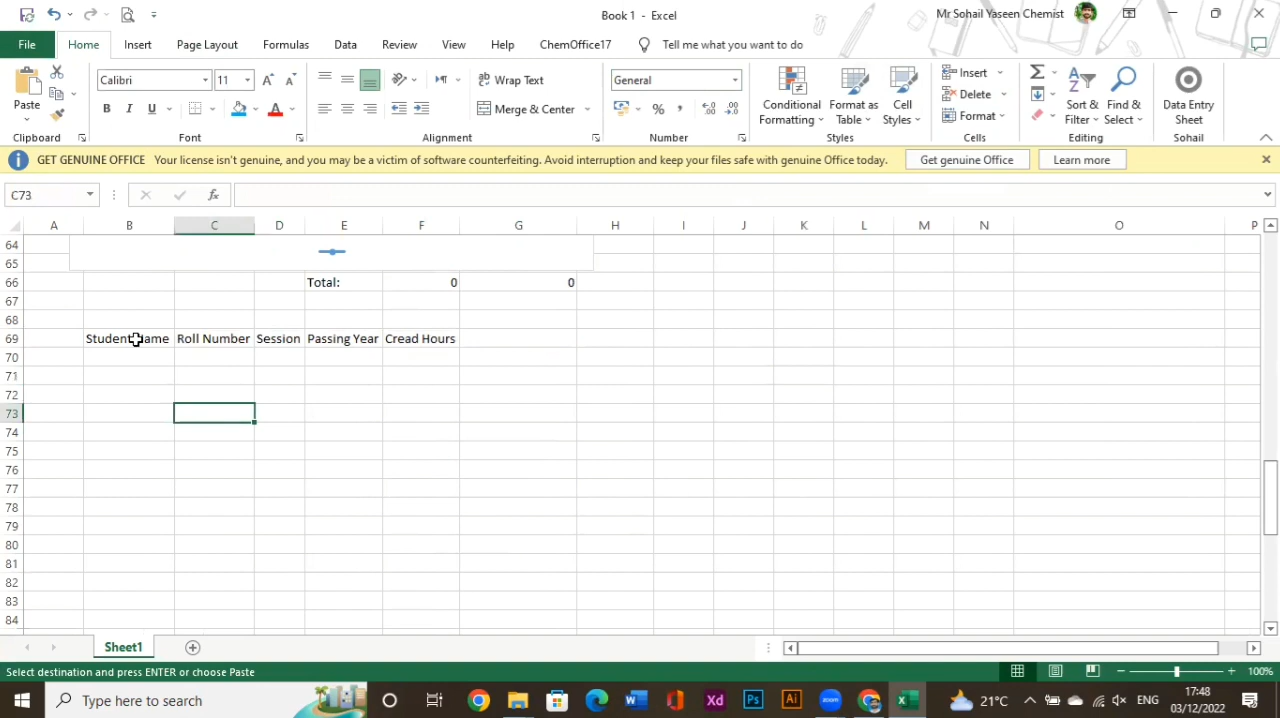 Book 1 - Excel
Mr Sohail Yaseen Chemist
File Home Insert Page Layout Formulas Data Review View Help ChemOffice17 Tell me what you want to do
Paste
Clipboard
Calibri 11
B I U A
Font
Wrap Text
Merge & Center
Alignment
General
% ,
Number
Conditional Formatting
Format as Table
Cell Styles
Styles
Insert
Delete
Format
Cells
Sort & Filter
Find & Select
Editing
Data Entry Sheet
Sohail
GET GENUINE OFFICE Your license isn't genuine, and you may be a victim of software counterfeiting. Avoid interruption and keep your files safe with genuine Office today. Get genuine Office Learn more
C73 fx
A B C D E F G H I J K L M N O P
64
65
66 Total: 0 0
67
68
69 Student Name Roll Number Session Passing Year Cread Hours
70
71
72
73
74
75
76
77
78
79
80
81
82
83
84
Sheet1
Select destination and press ENTER or choose Paste 100%
Type here to search 21°C ENG 17:48
03/12/2022